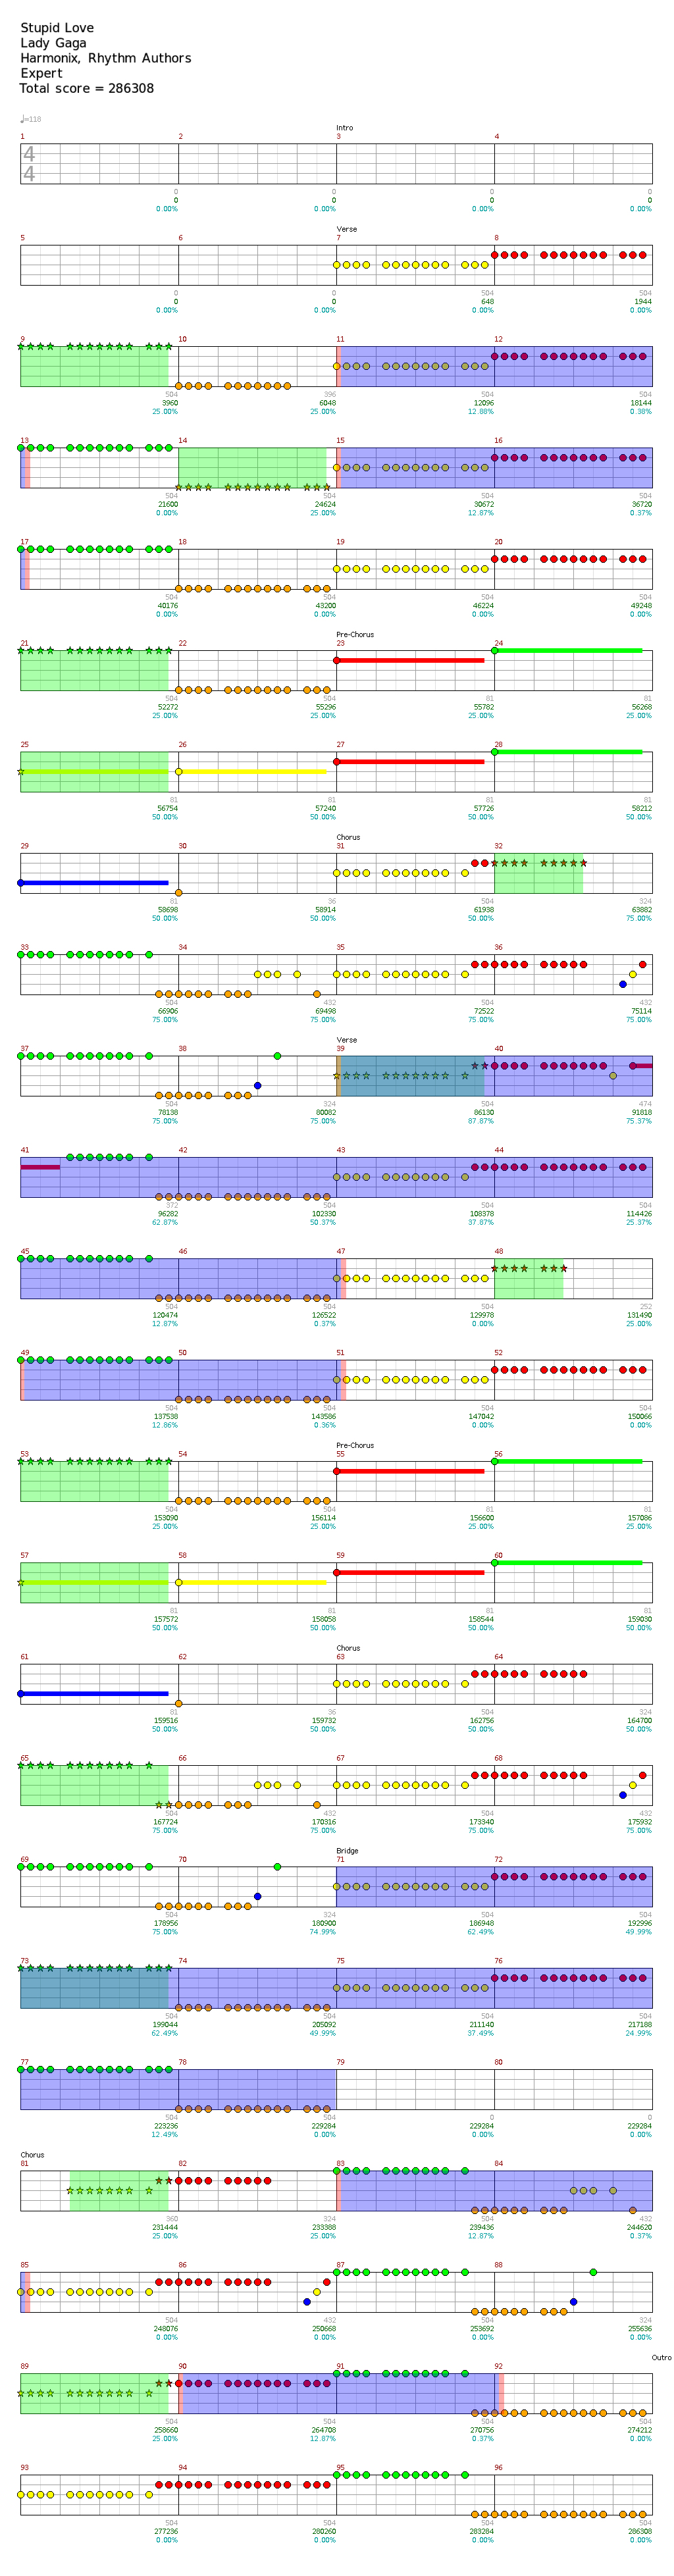 Stupid Love
Lady Gaga
Harmonix, Rhythm Authors
Expert
Total score = 286308
♩=118
Intro
1 2 3 4
4
4
0 0 0 0
0 0 0 0
0.00% 0.00% 0.00% 0.00%
Verse
5 6 7 8
0 0 504 504
0 0 648 1944
0.00% 0.00% 0.00% 0.00%
9 10 11 12
504 396 504 504
3960 6048 12096 18144
25.00% 25.00% 12.88% 0.38%
13 14 15 16
504 504 504 504
21600 24624 30672 36720
0.00% 25.00% 12.87% 0.37%
17 18 19 20
504 504 504 504
40176 43200 46224 49248
0.00% 0.00% 0.00% 0.00%
Pre-Chorus
21 22 23 24
504 504 81 81
52272 55296 55782 56268
25.00% 25.00% 25.00% 25.00%
25 26 27 28
81 81 81 81
56754 57240 57726 58212
50.00% 50.00% 50.00% 50.00%
Chorus
29 30 31 32
81 36 504 324
58698 58914 61938 63882
50.00% 50.00% 50.00% 75.00%
33 34 35 36
504 432 504 432
66906 69498 72522 75114
75.00% 75.00% 75.00% 75.00%
Verse
37 38 39 40
504 324 504 474
78138 80082 86130 91818
75.00% 75.00% 87.87% 75.37%
41 42 43 44
372 504 504 504
96282 102330 108378 114426
62.87% 50.37% 37.87% 25.37%
45 46 47 48
504 504 504 252
120474 126522 129978 131490
12.87% 0.37% 0.00% 25.00%
49 50 51 52
504 504 504 504
137538 143586 147042 150066
12.86% 0.36% 0.00% 0.00%
Pre-Chorus
53 54 55 56
504 504 81 81
153090 156114 156600 157086
25.00% 25.00% 25.00% 25.00%
57 58 59 60
81 81 81 81
157572 158058 158544 159030
50.00% 50.00% 50.00% 50.00%
Chorus
61 62 63 64
81 36 504 324
159516 159732 162756 164700
50.00% 50.00% 50.00% 50.00%
65 66 67 68
504 432 504 432
167724 170316 173340 175932
75.00% 75.00% 75.00% 75.00%
Bridge
69 70 71 72
504 324 504 504
178956 180900 186948 192996
75.00% 74.99% 62.49% 49.99%
73 74 75 76
504 504 504 504
199044 205092 211140 217188
62.49% 49.99% 37.49% 24.99%
77 78 79 80
504 504 0 0
223236 229284 229284 229284
12.49% 0.00% 0.00% 0.00%
Chorus
81 82 83 84
360 324 504 432
231444 233388 239436 244620
25.00% 25.00% 12.87% 0.37%
85 86 87 88
504 432 504 324
248076 250668 253692 255636
0.00% 0.00% 0.00% 0.00%
Outro
89 90 91 92
504 504 504 504
258660 264708 270756 274212
25.00% 12.87% 0.37% 0.00%
93 94 95 96
504 504 504 504
277236 280260 283284 286308
0.00% 0.00% 0.00% 0.00%